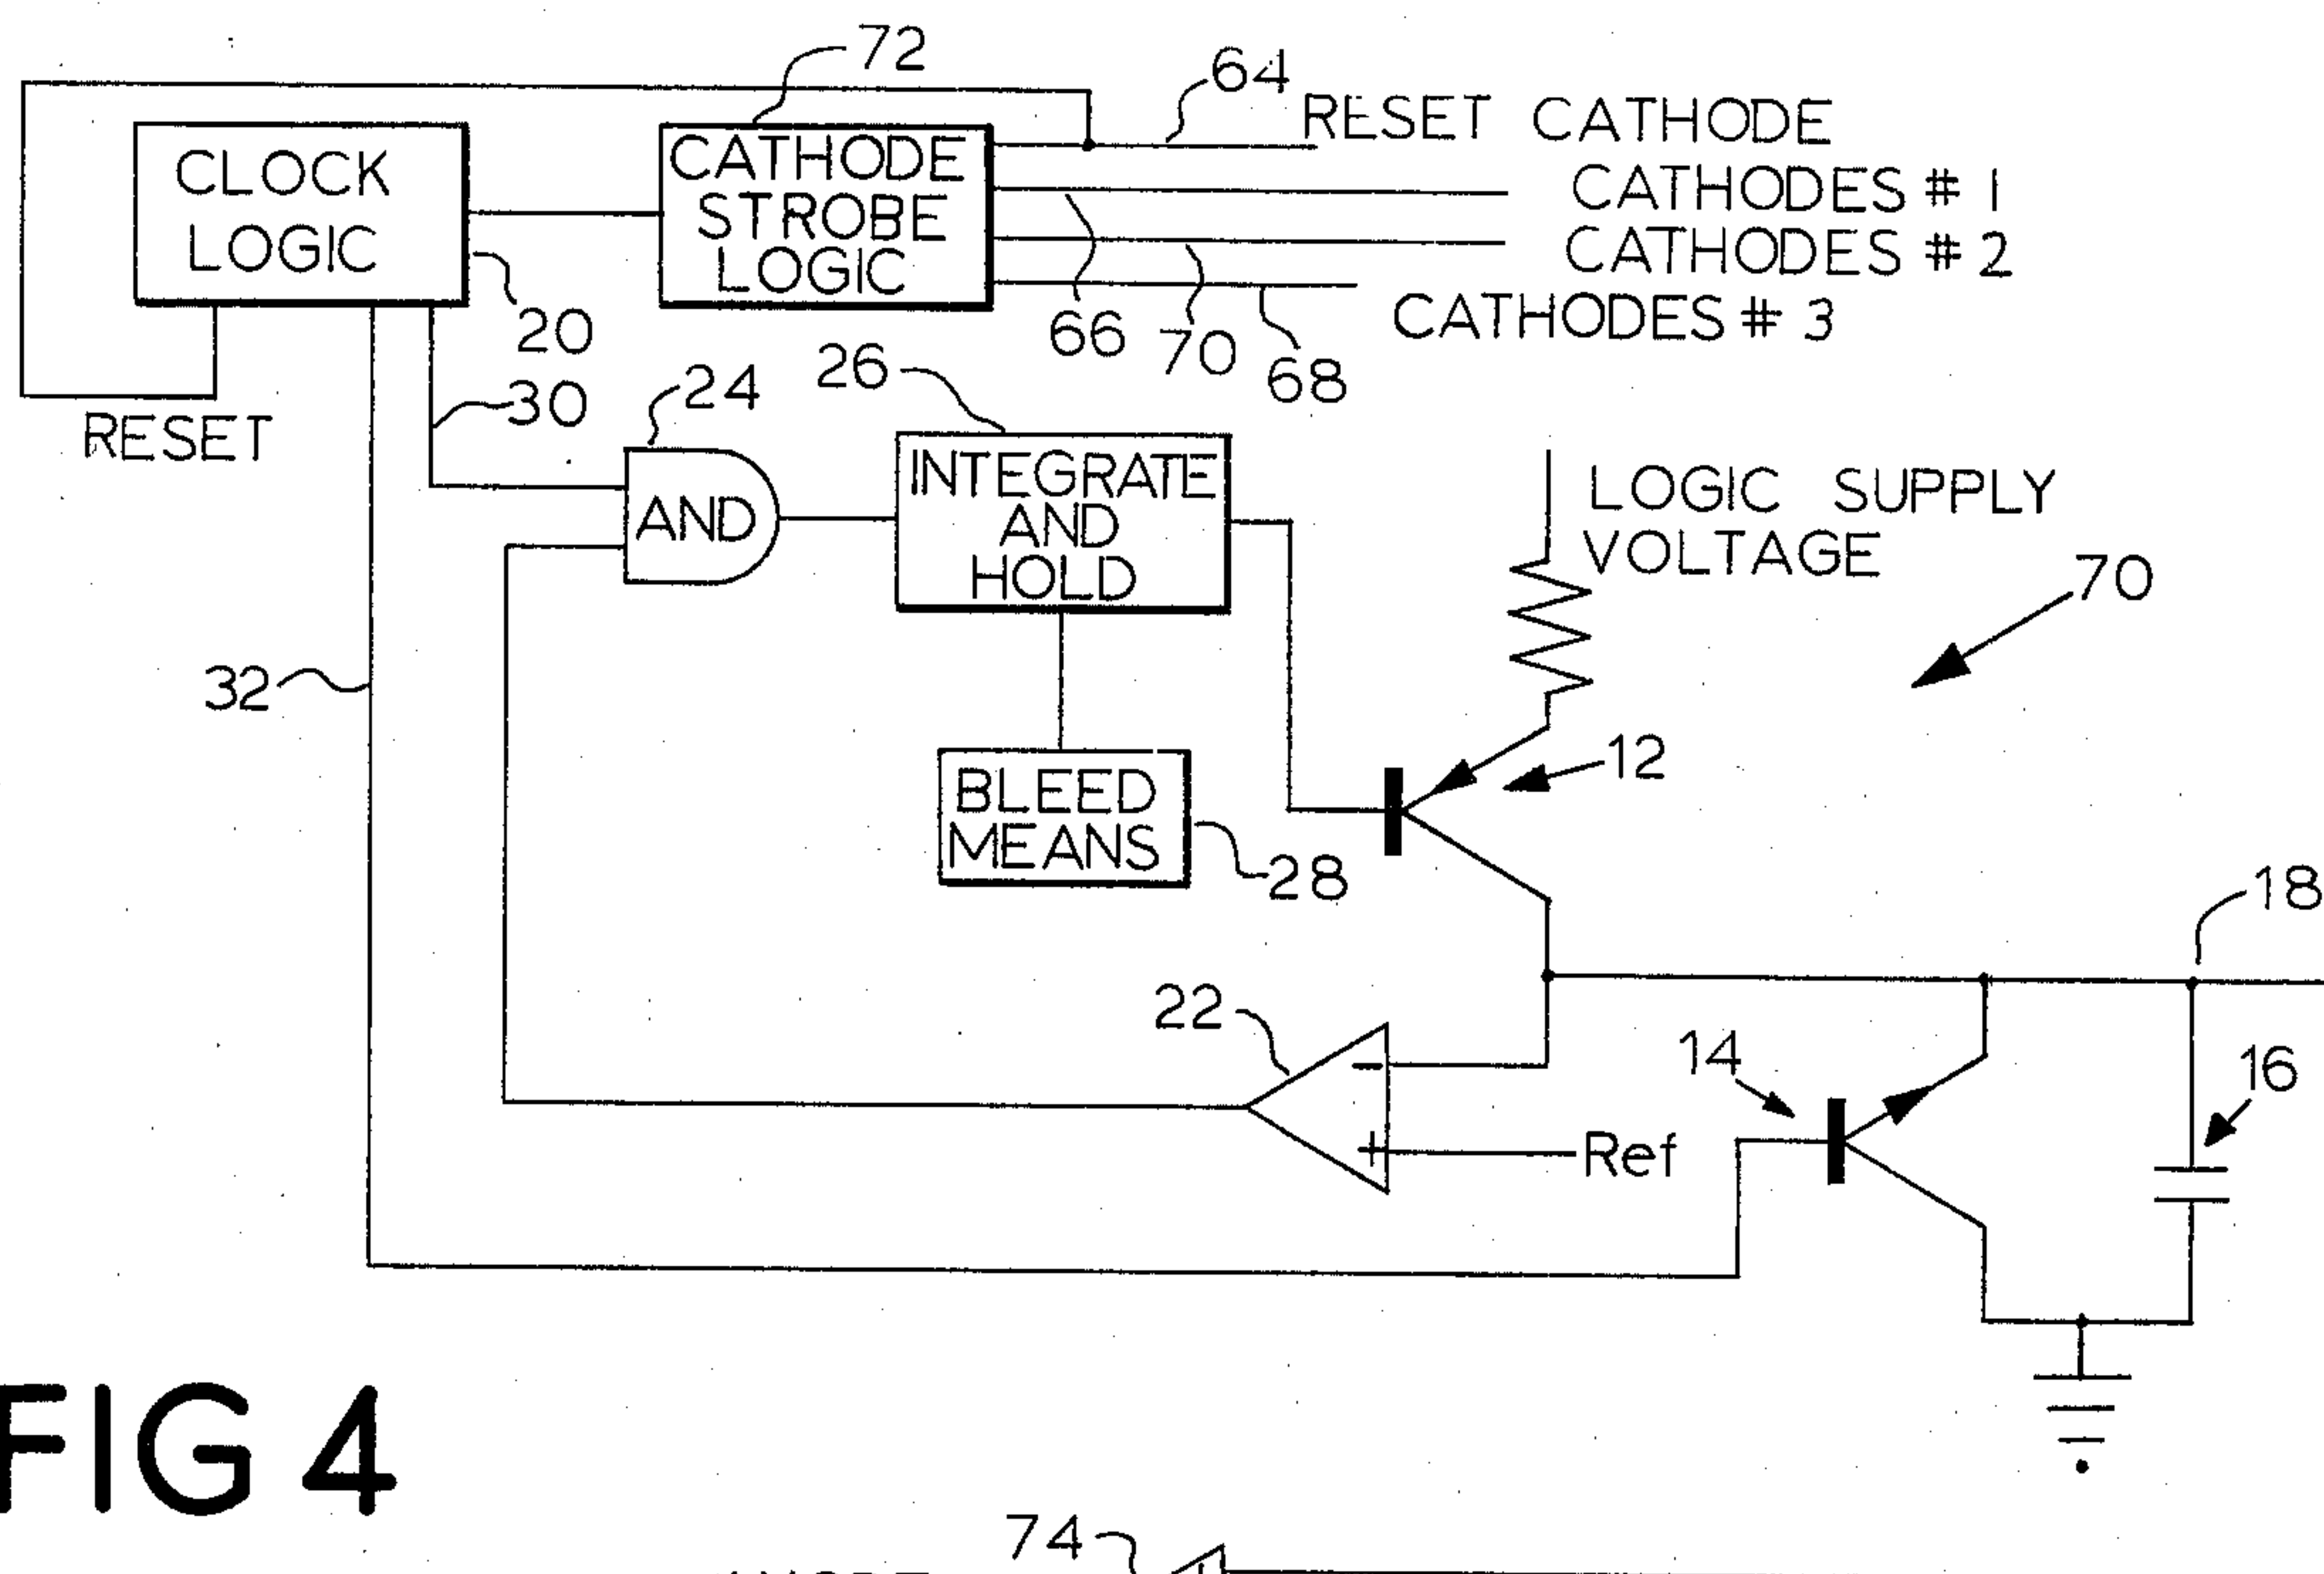 72
64
RESET CATHODE
CLOCK
LOGIC
CATHODE
STROBE
LOGIC
CATHODES # 1
CATHODES # 2
CATHODES # 3
20
66
70
68
RESET
30
24
26
AND
INTEGRATE
AND
HOLD
LOGIC SUPPLY
VOLTAGE
70
32
12
BLEED
MEANS
28
18
22
-
+
Ref
14
16
FIG 4
74